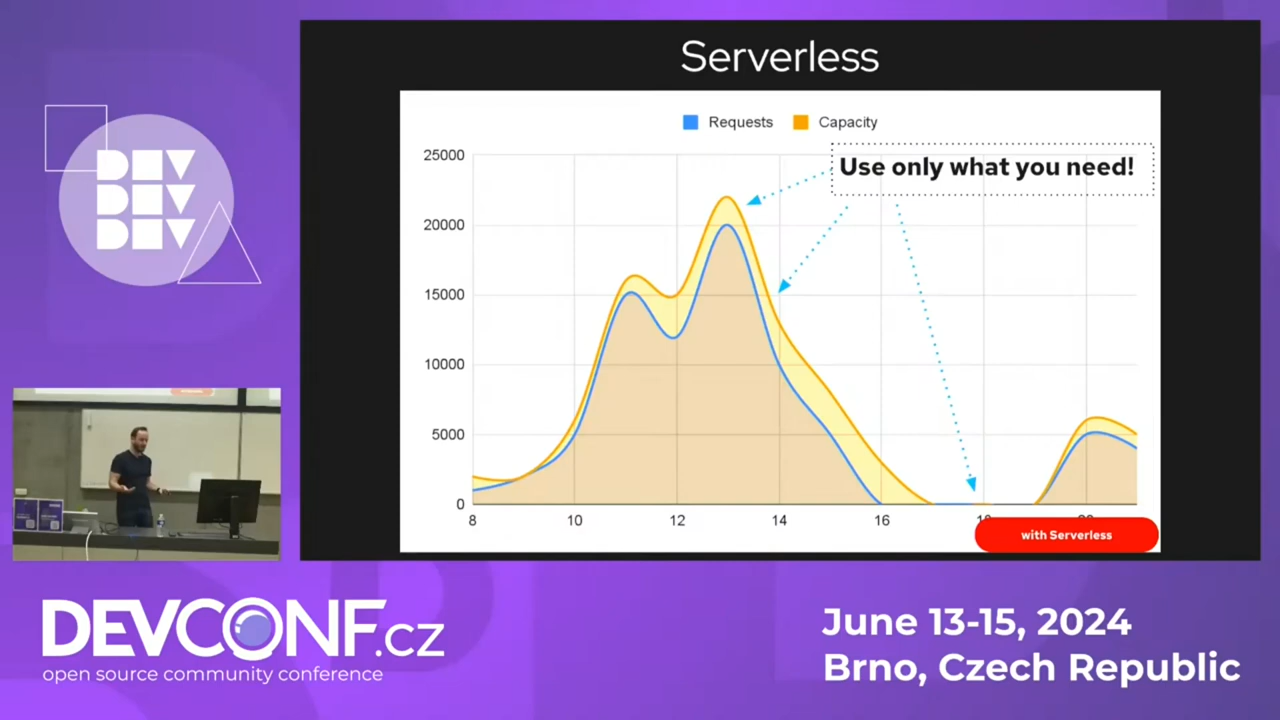 Serverless
Requests Capacity
Use only what you need!
25000
20000
15000
10000
5000
0
8 10 12 14 16
with Serverless
DEV
DEV
DEV
DEVCONF.CZ
open source community conference
June 13-15, 2024
Brno, Czech Republic